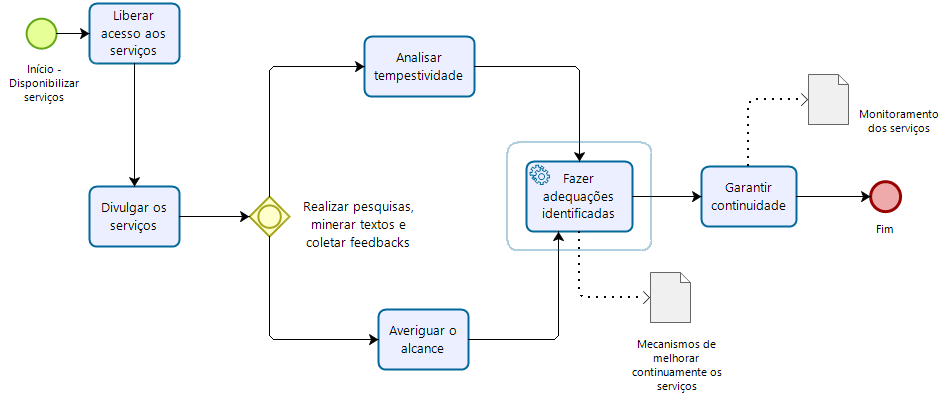 Liberar
acesso aos
serviços
Início -
Disponibilizar
serviços
Divulgar os
serviços
Realizar pesquisas,
minerar textos e
coletar feedbacks
Analisar
tempestividade
Averiguar o
alcance
Fazer
adequações
identificadas
Mecanismos de
melhorar
continuamente os
serviços
Garantir
continuidade
Monitoramento
dos serviços
Fim